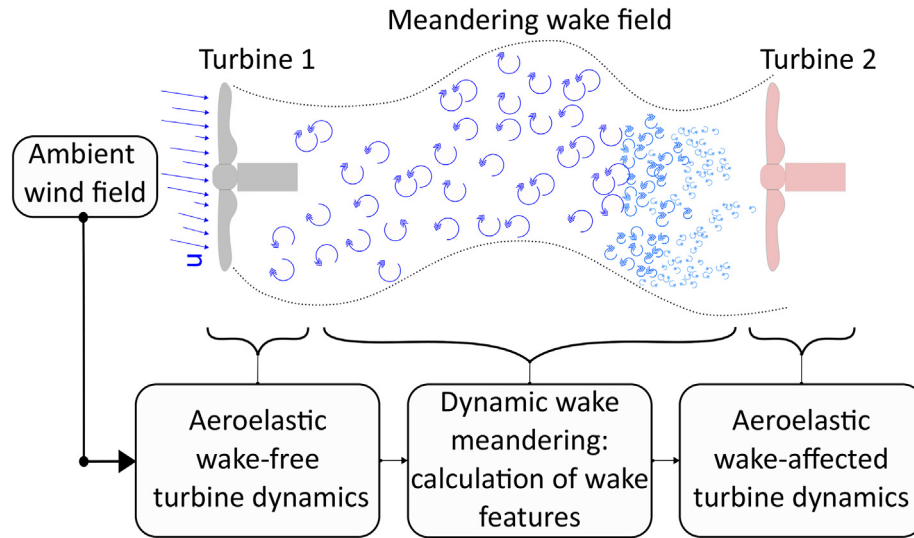 Meandering wake field
Turbine 1
Turbine 2
Ambient
wind field
u
Aeroelastic
wake-free
turbine dynamics
Dynamic wake
meandering:
calculation of wake
features
Aeroelastic
wake-affected
turbine dynamics